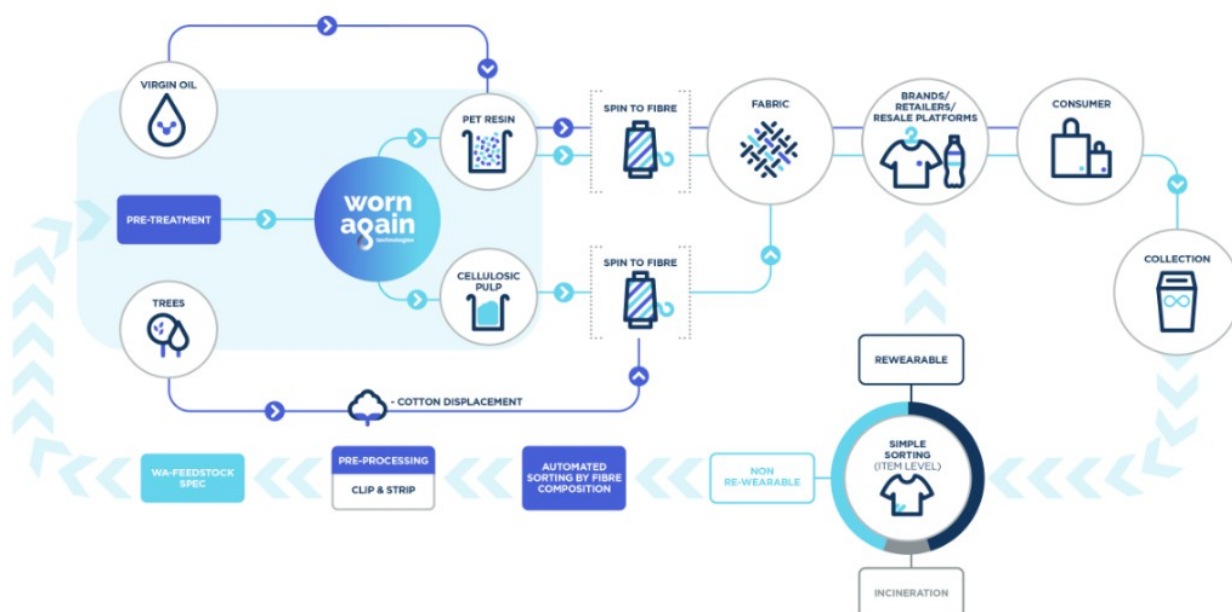 VIRGIN OIL
PET RESIN
SPIN TO FIBRE
FABRIC
BRANDS/
RETAILERS/
RESALE PLATFORMS
CONSUMER
PRE-TREATMENT
worn
again
technologies
CELLULOSIC
PULP
SPIN TO FIBRE
COLLECTION
TREES
- COTTON DISPLACEMENT
REWEARABLE
WA-FEEDSTOCK
SPEC
PRE-PROCESSING
CLIP & STRIP
AUTOMATED
SORTING BY FIBRE
COMPOSITION
NON
RE-WEARABLE
SIMPLE
SORTING
(ITEM LEVEL)
INCINERATION